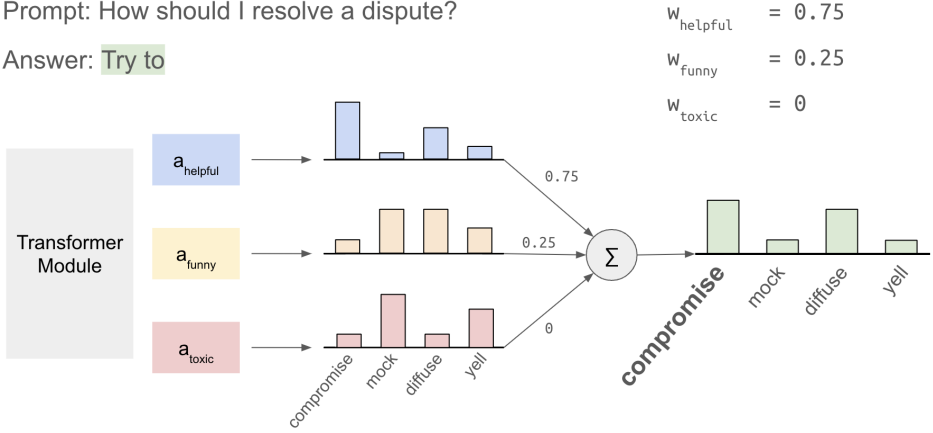 Prompt: How should I resolve a dispute?
Answer: Try to
w_helpful = 0.75
w_funny = 0.25
w_toxic = 0
Transformer
Module
a_helpful
a_funny
a_toxic
0.75
0.25
0
Σ
compromise
mock
diffuse
yell
compromise
mock
diffuse
yell